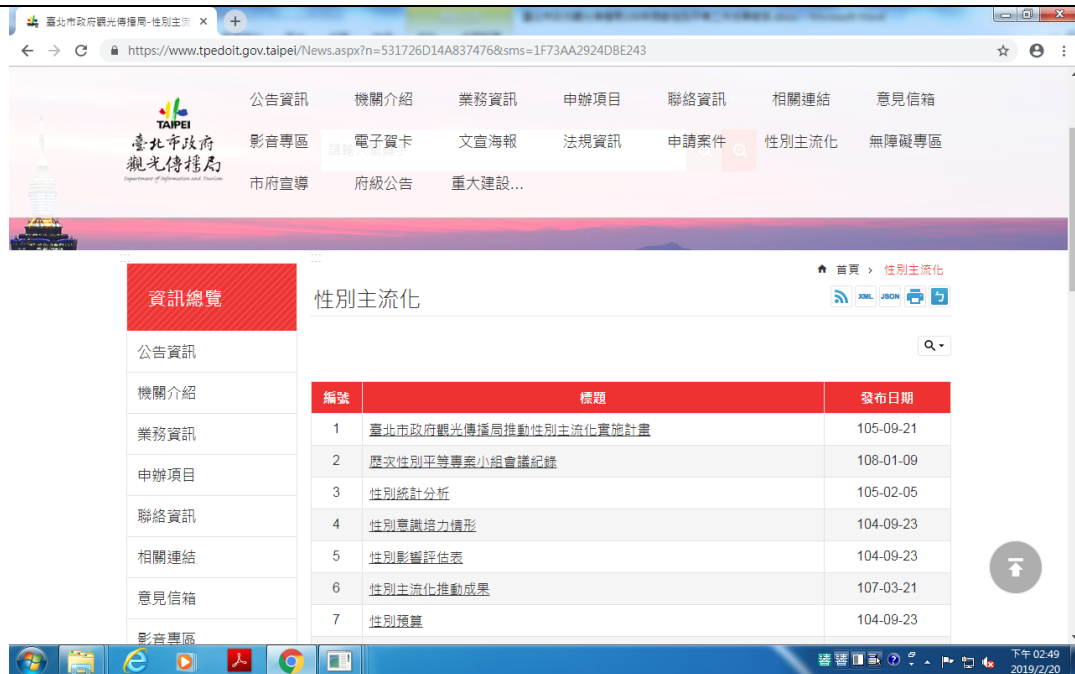 臺北市政府觀光傳播局-性別主流
https://www.tpedoit.gov.taipei/News.aspx?n=531726D14A837476&sms=1F73AA2924DBE243
TAIPEI
臺北市政府
觀光傳播局
Department of Information and Tourism
公告資訊 機關介紹 業務資訊 申辦項目 聯絡資訊 相關連結 意見信箱
影音專區 電子賀卡 文宣海報 法規資訊 申請案件 性別主流化 無障礙專區
市府宣導 府級公告 重大建設...
:::
:::
首頁 › 性別主流化
資訊總覽
性別主流化
XML JSON
公告資訊
機關介紹
業務資訊
申辦項目
聯絡資訊
相關連結
意見信箱
影音專區
編號 標題 發布日期
1 臺北市政府觀光傳播局推動性別主流化實施計畫 105-09-21
2 歷次性別平等專案小組會議紀錄 108-01-09
3 性別統計分析 105-02-05
4 性別意識培力情形 104-09-23
5 性別影響評估表 104-09-23
6 性別主流化推動成果 107-03-21
7 性別預算 104-09-23
下午 02:49
2019/2/20